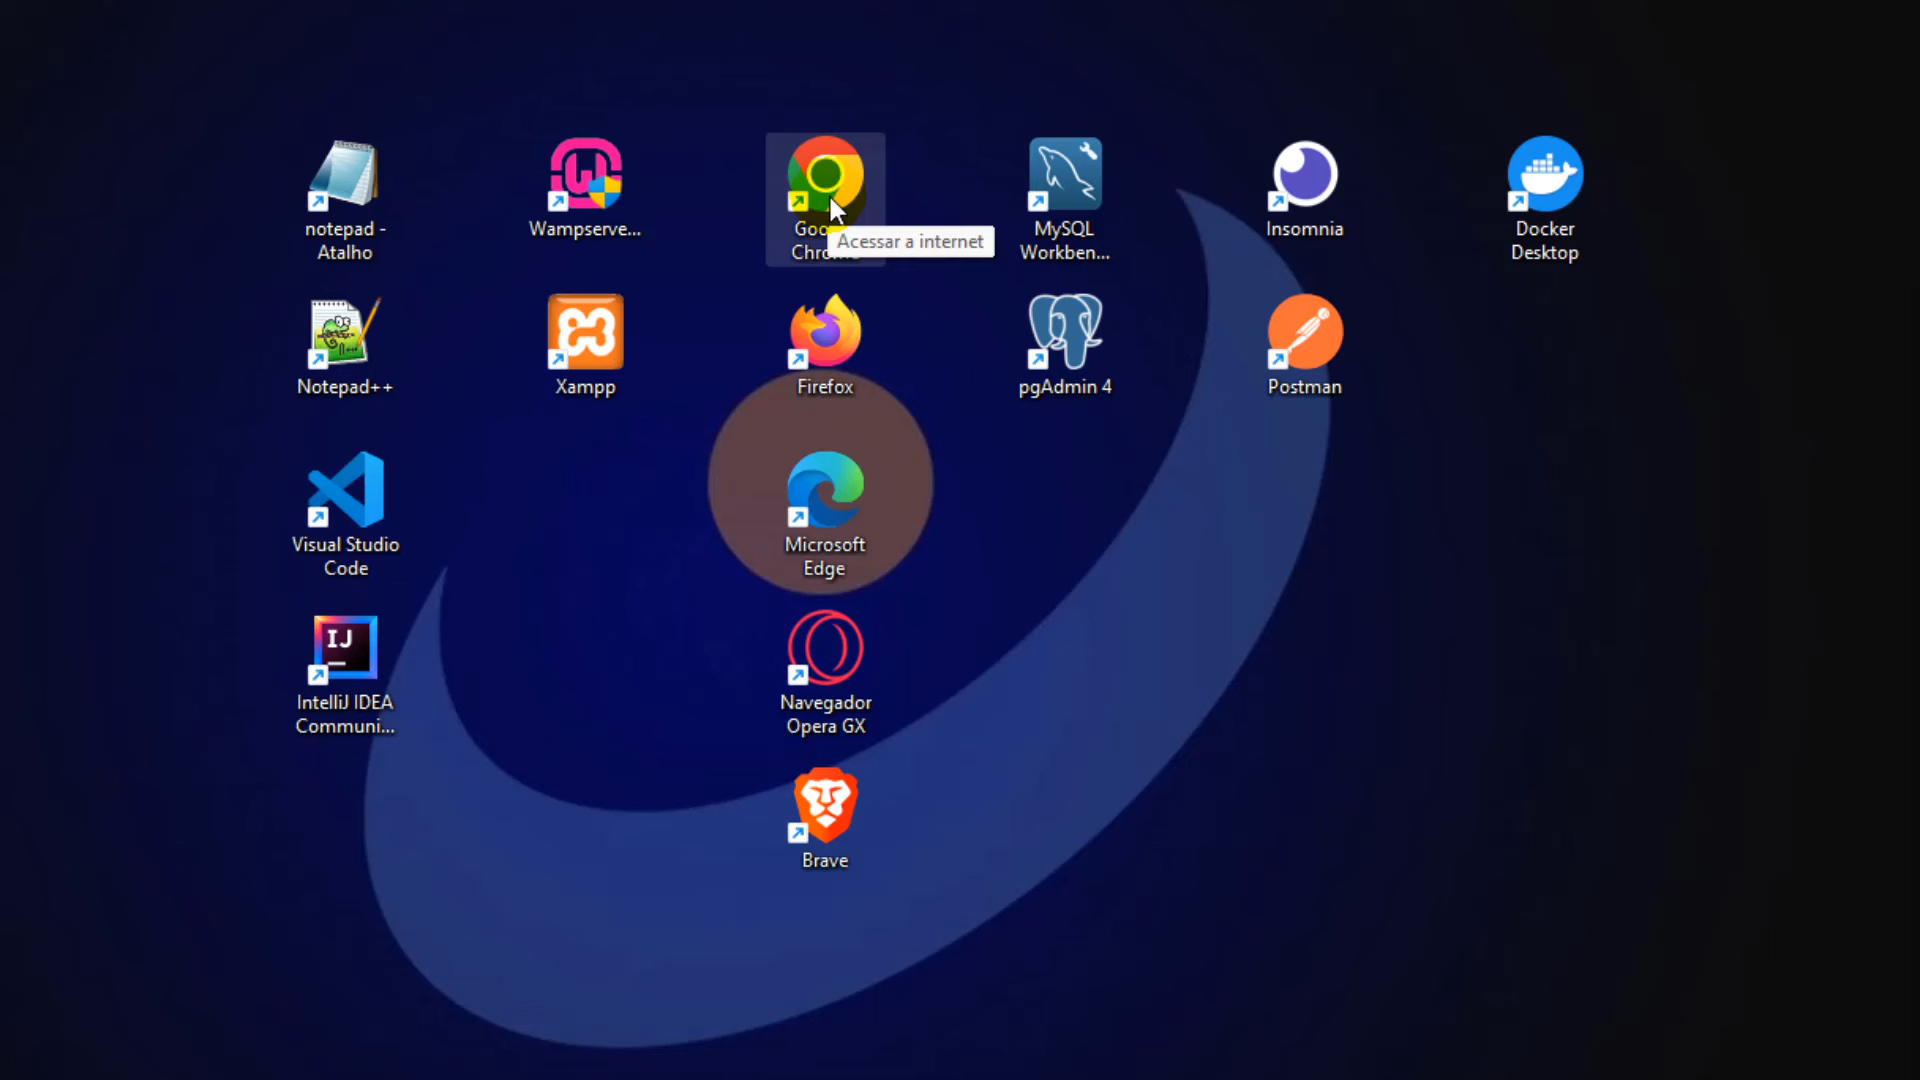 notepad -
Atalho
Wampserve...
Goo
Chrome
Acessar a internet
MySQL
Workben...
Insomnia
Docker
Desktop
Notepad++
Xampp
Firefox
pgAdmin 4
Postman
Visual Studio
Code
Microsoft
Edge
IJ
IntelliJ IDEA
Communi...
Navegador
Opera GX
Brave